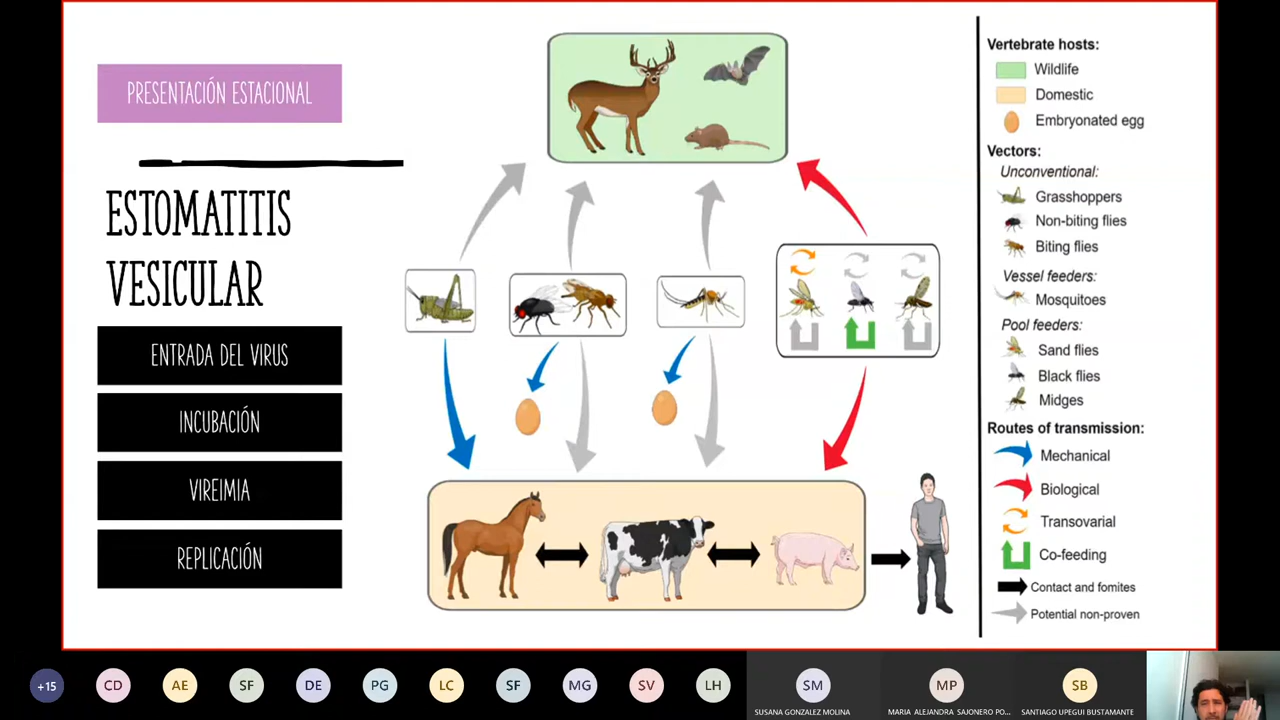 PRESENTACIÓN ESTACIONAL
ESTOMATITIS
VESICULAR
ENTRADA DEL VIRUS
INCUBACIÓN
VIREIMIA
REPLICACIÓN
Vertebrate hosts:
Wildlife
Domestic
Embryonated egg
Vectors:
Unconventional:
Grasshoppers
Non-biting flies
Biting flies
Vessel feeders:
Mosquitoes
Pool feeders:
Sand flies
Black flies
Midges
Routes of transmission:
Mechanical
Biological
Transovarial
Co-feeding
Contact and fomites
Potential non-proven
+15
CD
AE
SF
DE
PG
LC
SF
MG
SV
LH
SM
SUSANA GONZALEZ MOLINA
MP
MARIA ALEJANDRA SAJONERO PO...
SB
SANTIAGO UPEGUI BUSTAMANTE